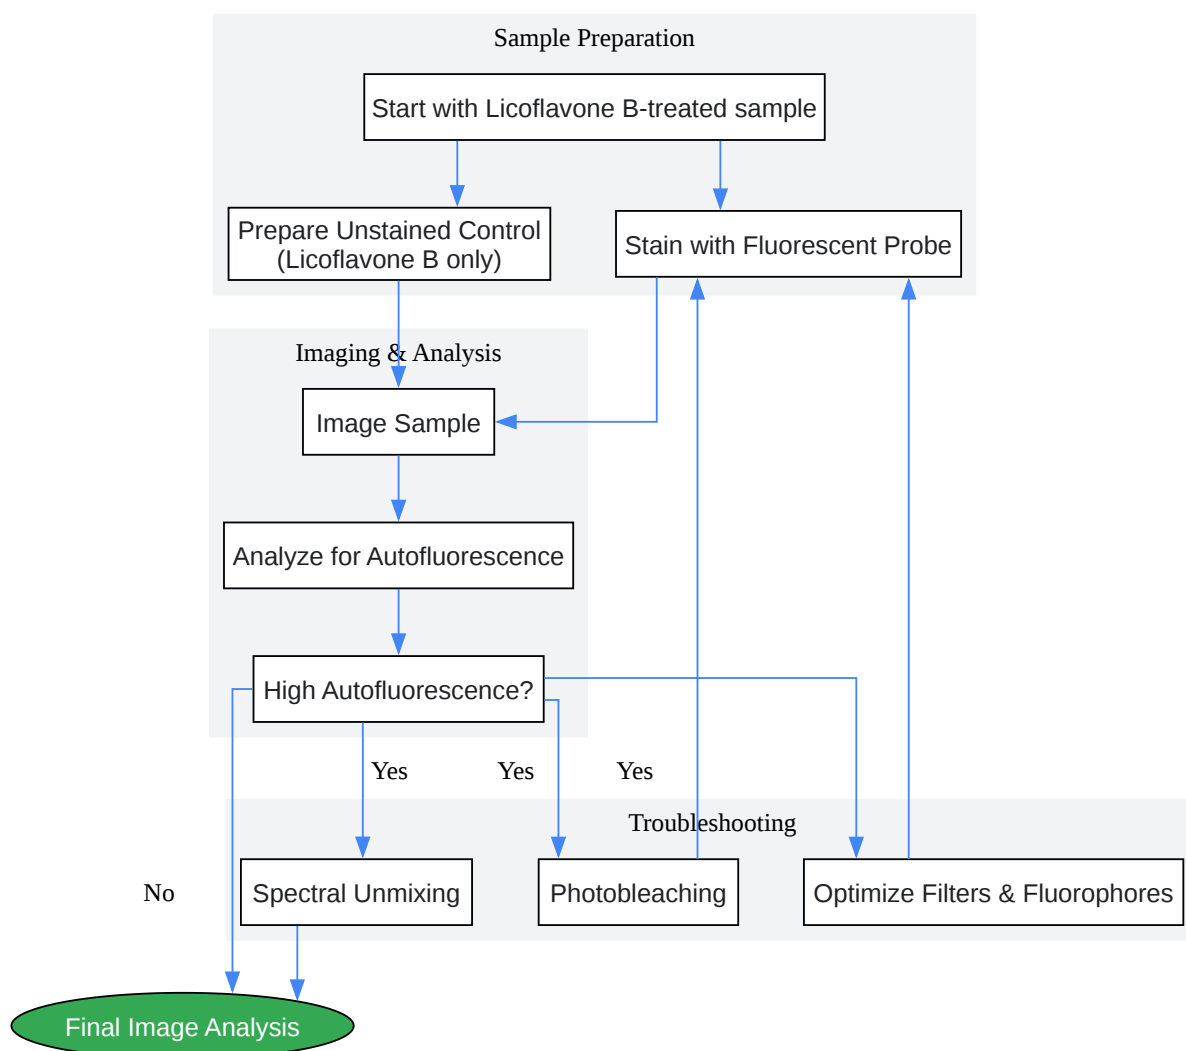 Sample Preparation
Start with Licoflavone B-treated sample
Prepare Unstained Control
(Licoflavone B only)
Stain with Fluorescent Probe
Imaging & Analysis
Image Sample
Analyze for Autofluorescence
High Autofluorescence?
Yes
Yes
Yes
Troubleshooting
No
Spectral Unmixing
Photobleaching
Optimize Filters & Fluorophores
Final Image Analysis